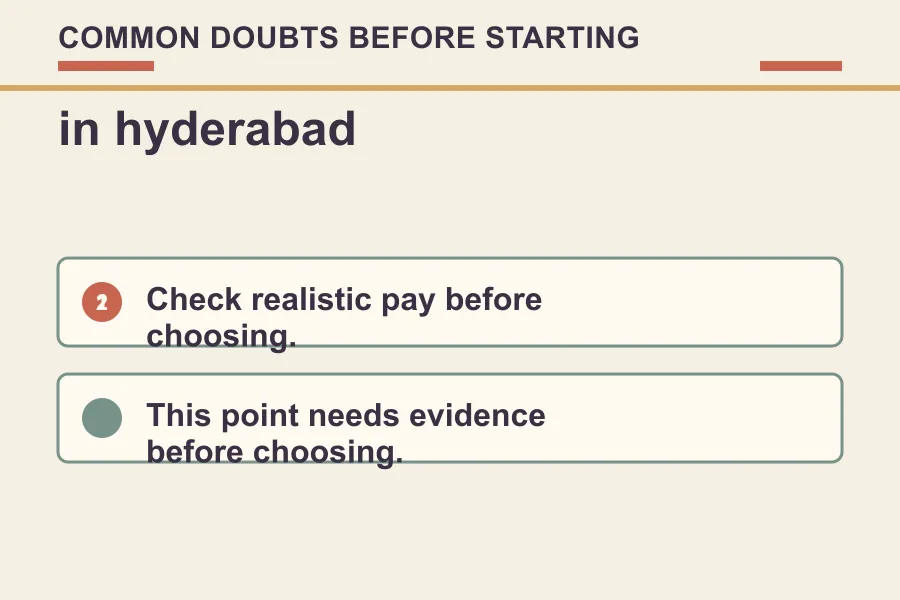 COMMON DOUBTS BEFORE STARTING
in hyderabad
2 Check realistic pay before
choosing.
This point needs evidence
before choosing.